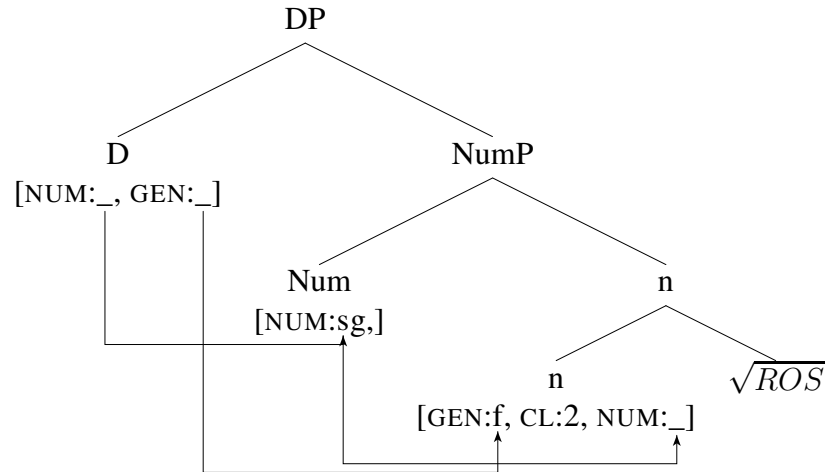 DP
D NumP
[NUM:_, GEN:_]
Num n
[NUM:sg,]
n √ROS
[GEN:f, CL:2, NUM:_]